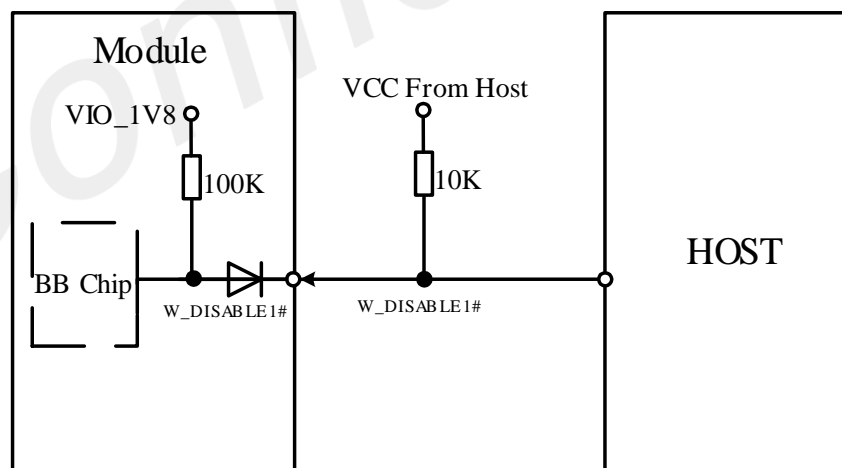 Module
VCC From Host
VIO_1V8
100K
10K
HOST
BB Chip
W_DISABLE1#
W_DISABLE1#